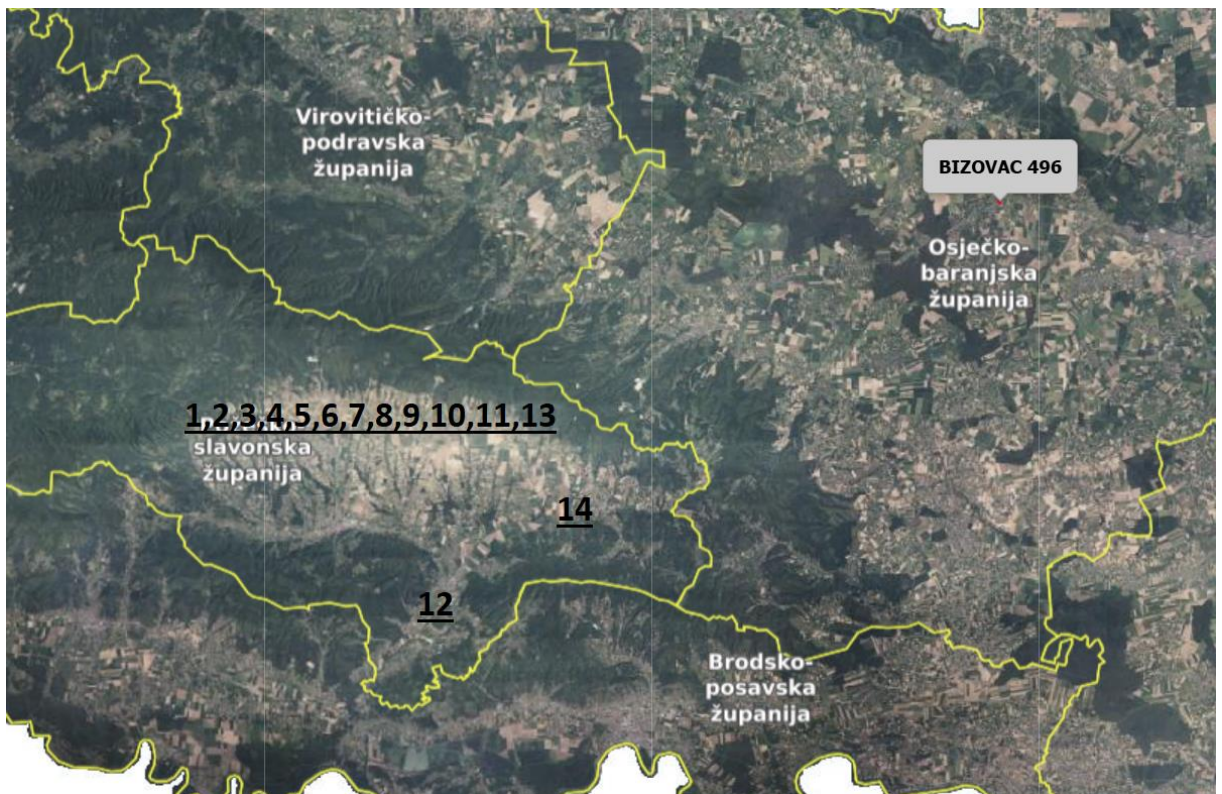 Virovitičko-
podravska
županija
BIZOVAC 496
Osječko-
baranjska
županija
1,2,3,4,5,6,7,8,9,10,11,13
slavonska
županija
14
12
Brodsko-
posavska
županija